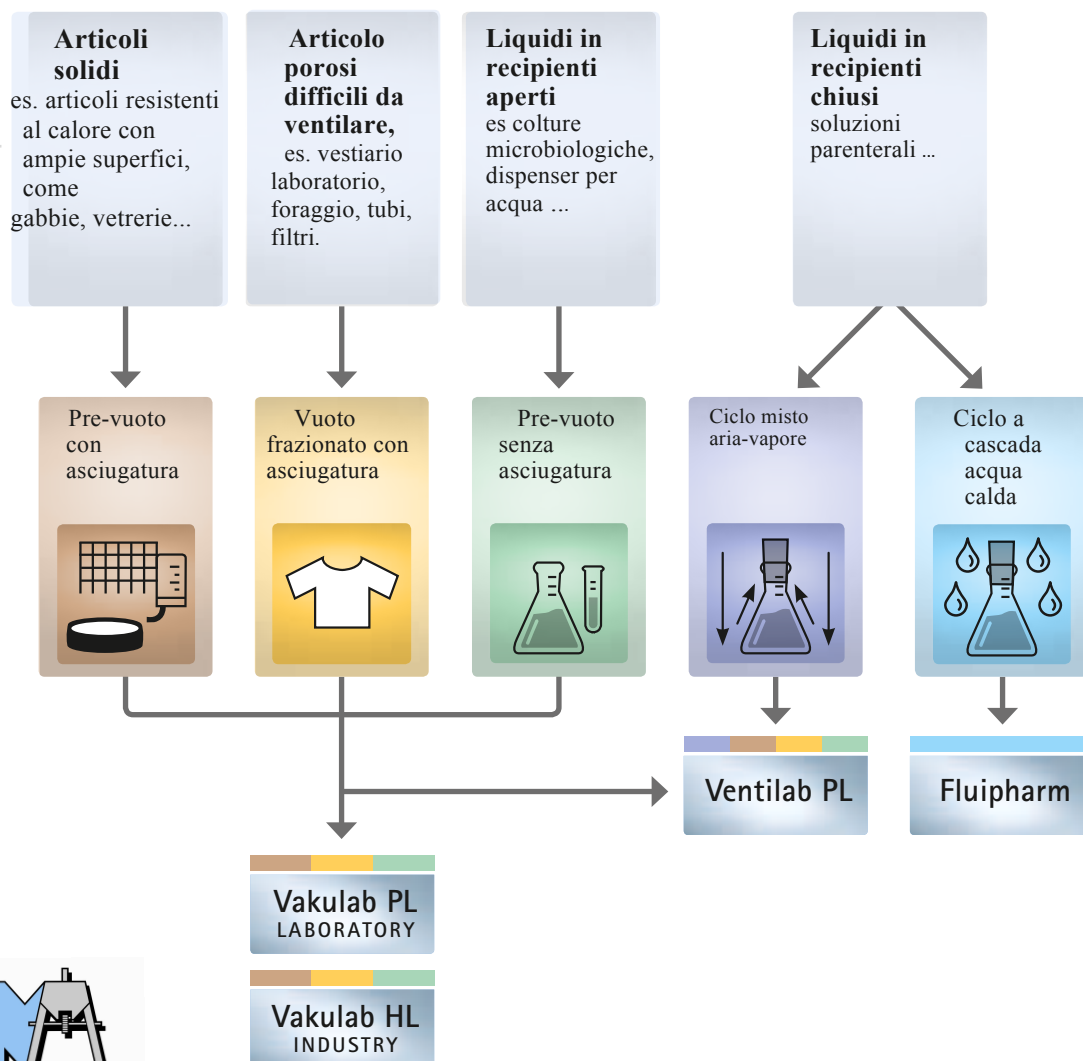 Articoli
solidi
es. articoli resistenti
al calore con
ampie superfici,
come
gabbie, vetrerie...
Articolo
porosi
difficili da
ventilare,
es. vestiario
laboratorio,
foraggio, tubi,
filtri.
Liquidi in
recipienti
aperti
es colture
microbiologiche,
dispenser per
acqua ...
Liquidi in
recipienti
chiusi
soluzioni
parenterali ...
Pre-vuoto
con
asciugatura
Vuoto
frazionato con
asciugatura
Pre-vuoto
senza
asciugatura
Ciclo misto
aria-vapore
Ciclo a
cascada
acqua
calda
Ventilab PL
Fluipharm
Vakulab PL
LABORATORY
Vakulab HL
INDUSTRY